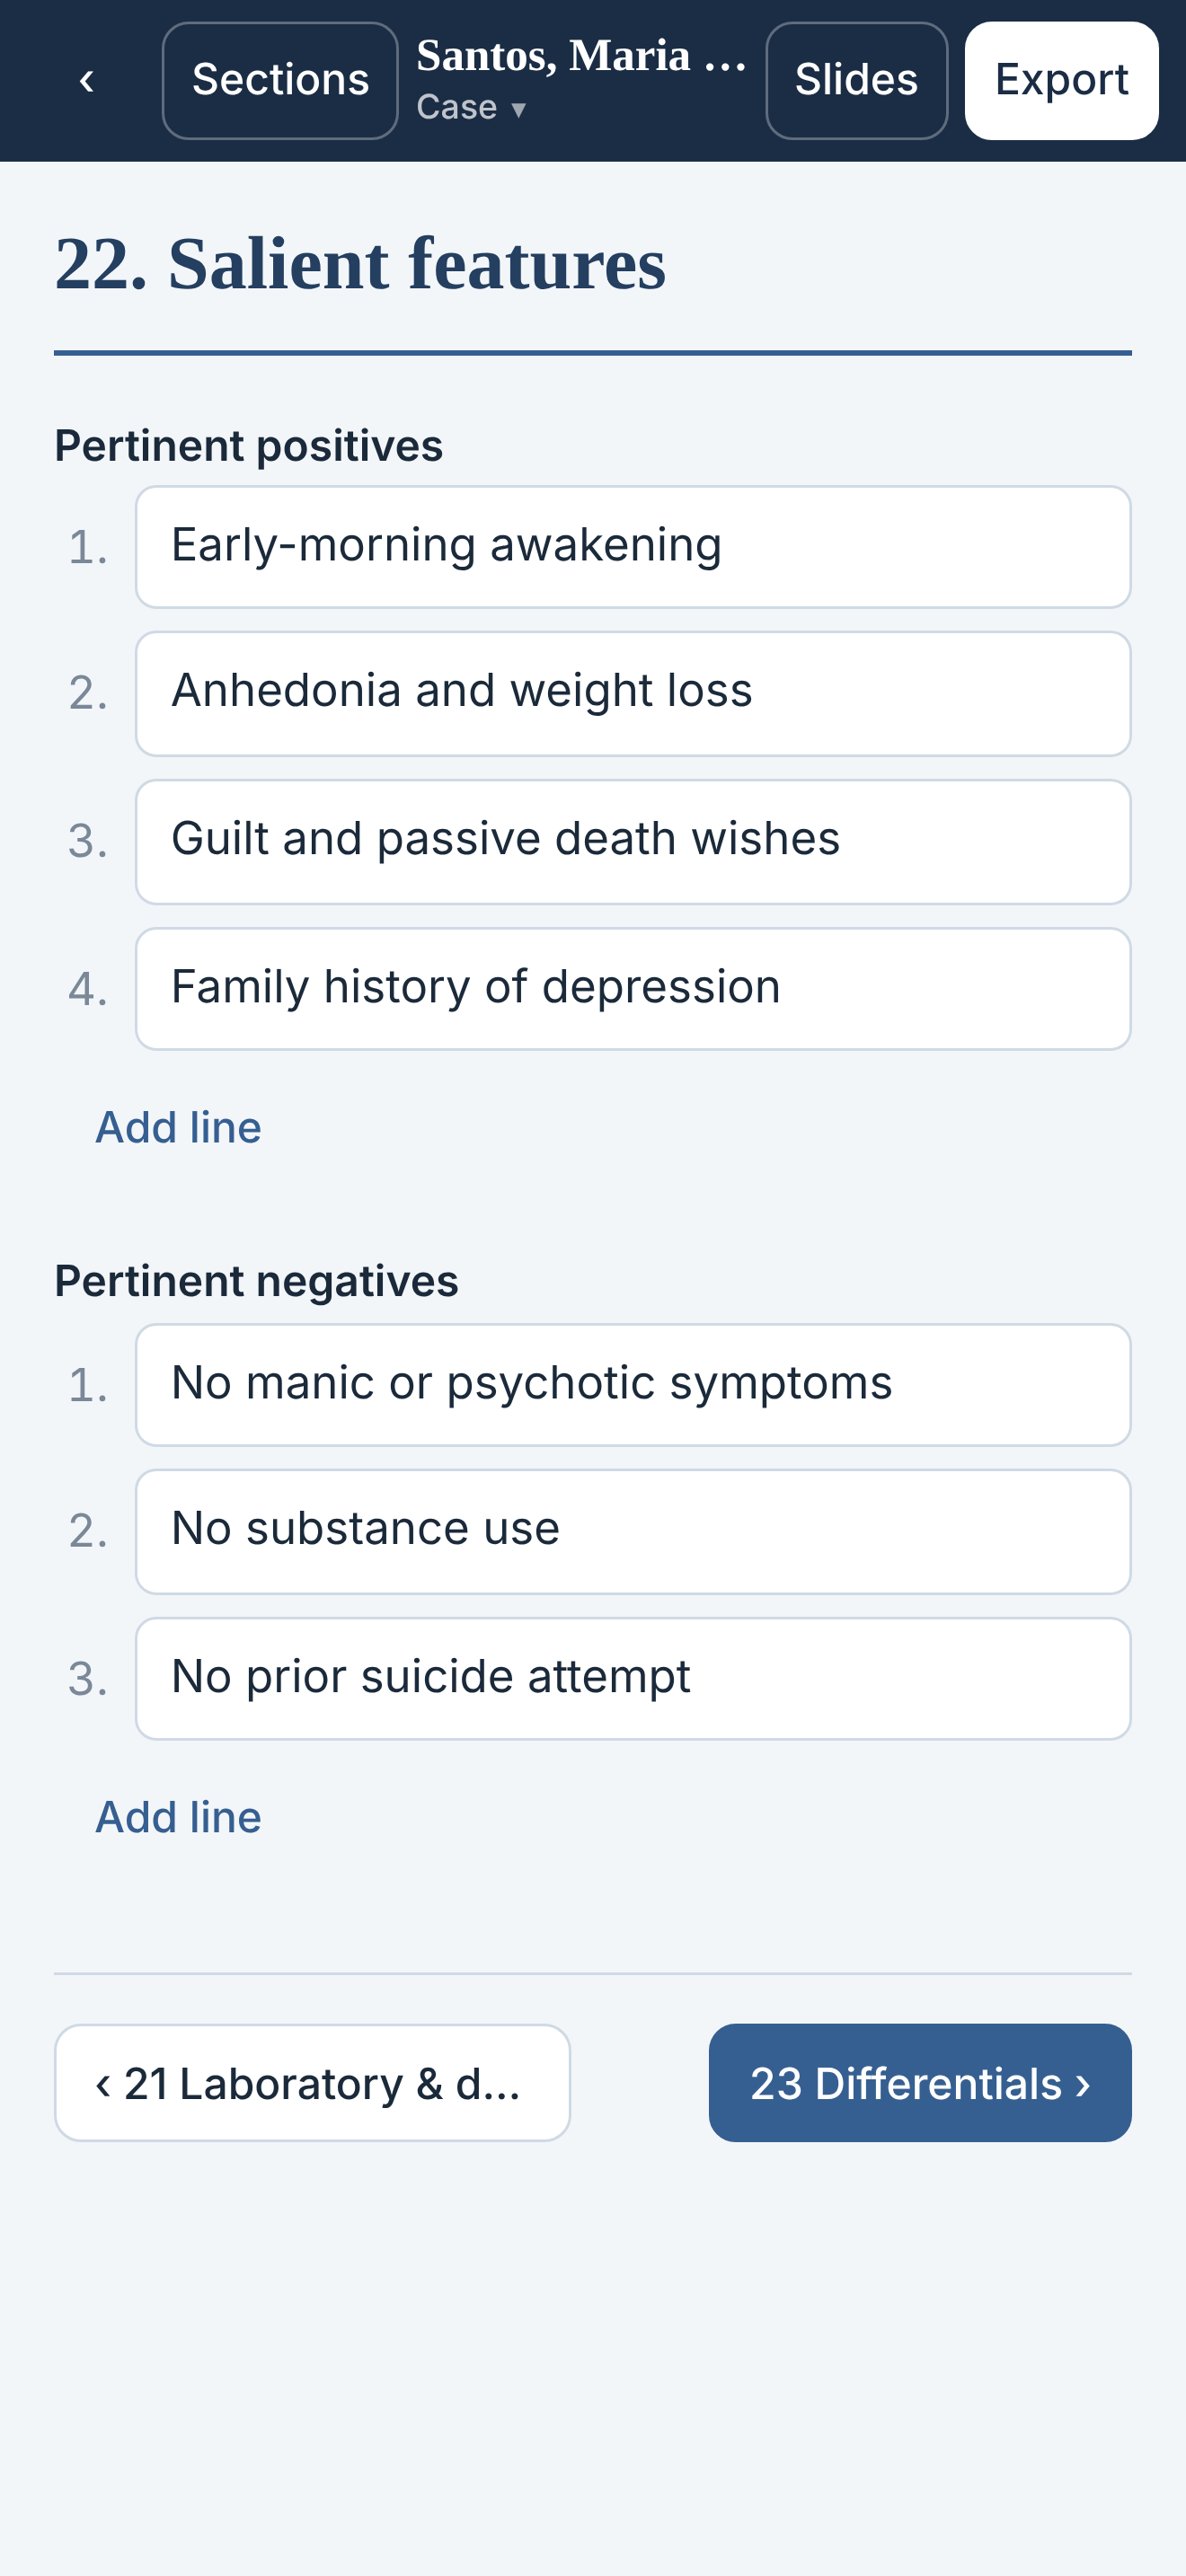 ‹
Sections
Santos, Maria …
Case ▼
Slides
Export
22. Salient features
Pertinent positives
1. Early-morning awakening
2. Anhedonia and weight loss
3. Guilt and passive death wishes
4. Family history of depression
Add line
Pertinent negatives
1. No manic or psychotic symptoms
2. No substance use
3. No prior suicide attempt
Add line
‹ 21 Laboratory & d…
23 Differentials ›